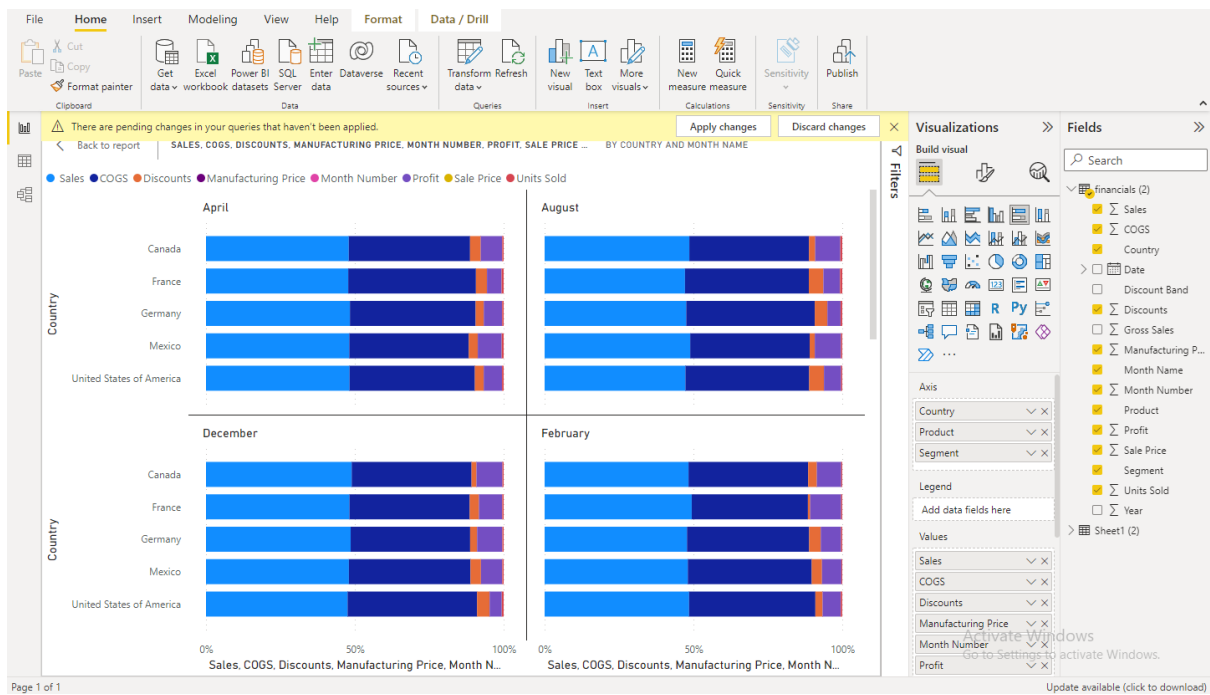 File Home Insert Modeling View Help Format Data / Drill
Paste Cut Copy Format painter
Get data Excel workbook Power BI datasets SQL Server Enter data Dataverse Recent sources
Transform data Refresh New visual Text box More visuals New measure Quick measure Sensitivity Publish
Clipboard Data Queries Insert Calculations Sensitivity Share
There are pending changes in your queries that haven't been applied. Apply changes Discard changes
Back to report SALES, COGS, DISCOUNTS, MANUFACTURING PRICE, MONTH NUMBER, PROFIT, SALE PRICE ... BY COUNTRY AND MONTH NAME
Sales COGS Discounts Manufacturing Price Month Number Profit Sale Price Units Sold
April August
Country
Canada
France
Germany
Mexico
United States of America
December February
Country
Canada
France
Germany
Mexico
United States of America
0% 50% 100% 0% 50% 100%
Sales, COGS, Discounts, Manufacturing Price, Month N... Sales, COGS, Discounts, Manufacturing Price, Month N...
Filters
Visualizations
Build visual
123
R Py
...
Axis
Country
Product
Segment
Legend
Add data fields here
Values
Sales
COGS
Discounts
Manufacturing Price
Month Number
Profit
Fields
Search
financials (2)
Σ Sales
Σ COGS
Country
Date
Discount Band
Σ Discounts
Σ Gross Sales
Σ Manufacturing P...
Month Name
Σ Month Number
Product
Σ Profit
Σ Sale Price
Segment
Σ Units Sold
Σ Year
Sheet1 (2)
Activate Windows
Go to Settings to activate Windows.
Page 1 of 1 Update available (click to download)